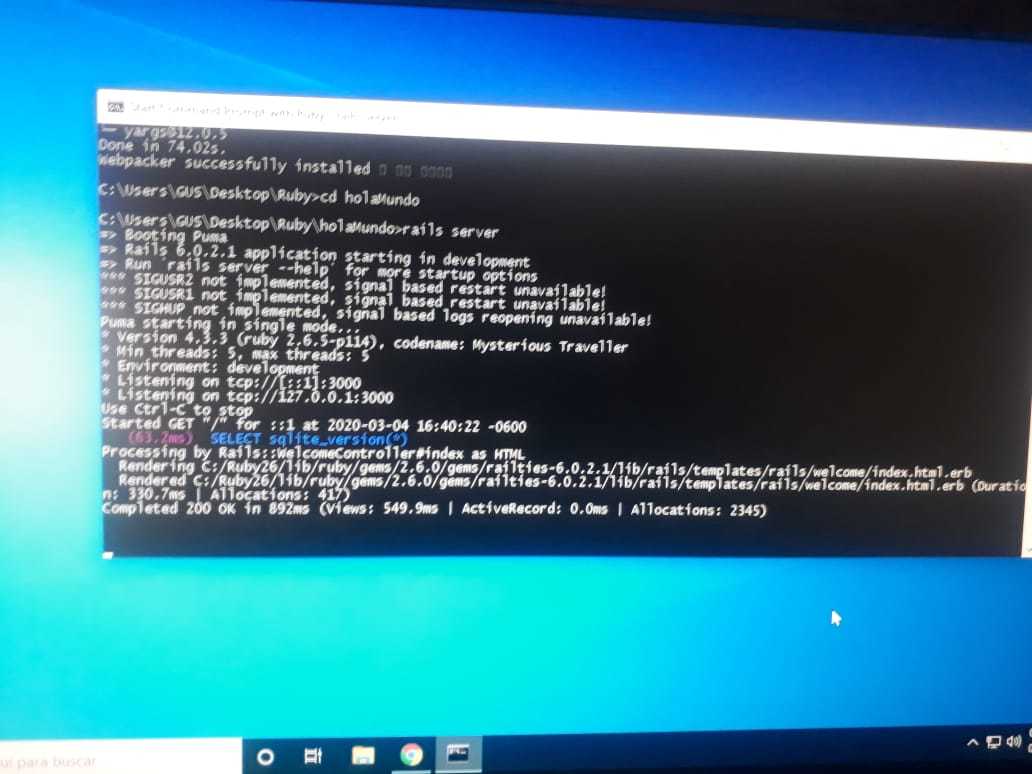 Start Command Prompt with Ruby - rails server
— yargs@12.0.5
Done in 74.02s.
Webpacker successfully installed
C:\Users\GUS\Desktop\Ruby>cd holaMundo
C:\Users\GUS\Desktop\Ruby\holaMundo>rails server
=> Booting Puma
=> Rails 6.0.2.1 application starting in development
=> Run `rails server --help` for more startup options
*** SIGUSR2 not implemented, signal based restart unavailable!
*** SIGUSR1 not implemented, signal based restart unavailable!
*** SIGHUP not implemented, signal based logs reopening unavailable!
Puma starting in single mode...
* Version 4.3.3 (ruby 2.6.5-p114), codename: Mysterious Traveller
* Min threads: 5, max threads: 5
* Environment: development
* Listening on tcp://[::1]:3000
* Listening on tcp://127.0.0.1:3000
Use Ctrl-C to stop
Started GET "/" for ::1 at 2020-03-04 16:40:22 -0600
(63.2ms) SELECT sqlite_version(*)
Processing by Rails::WelcomeController#index as HTML
Rendering C:/Ruby26/lib/ruby/gems/2.6.0/gems/railties-6.0.2.1/lib/rails/templates/rails/welcome/index.html.erb
Rendered C:/Ruby26/lib/ruby/gems/2.6.0/gems/railties-6.0.2.1/lib/rails/templates/rails/welcome/index.html.erb (Duratio
n: 330.7ms | Allocations: 417)
Completed 200 OK in 892ms (Views: 549.9ms | ActiveRecord: 0.0ms | Allocations: 2345)
uí para buscar